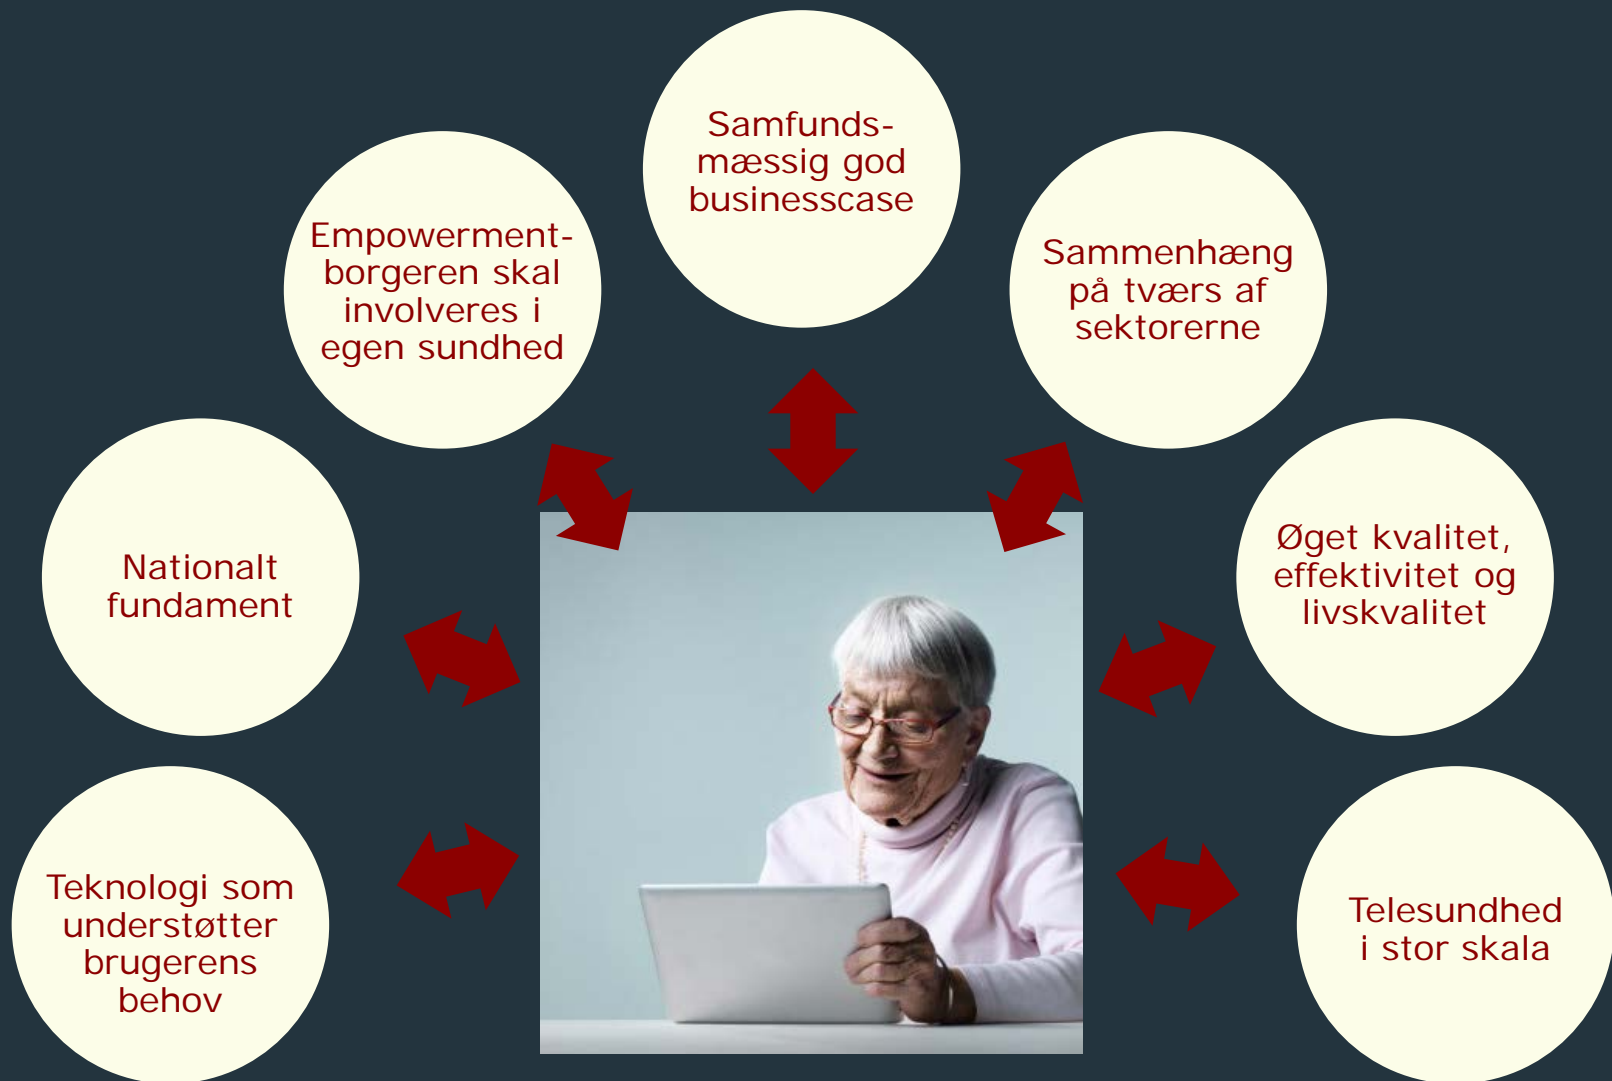 Samfunds-
mæssig god
businesscase
Empowerment-
borgeren skal
involveres i
egen sundhed
Sammenhæng
på tværs af
sektorerne
Nationalt
fundament
Øget kvalitet,
effektivitet og
livskvalitet
Teknologi som
understøtter
brugerens
behov
Telesundhed
i stor skala